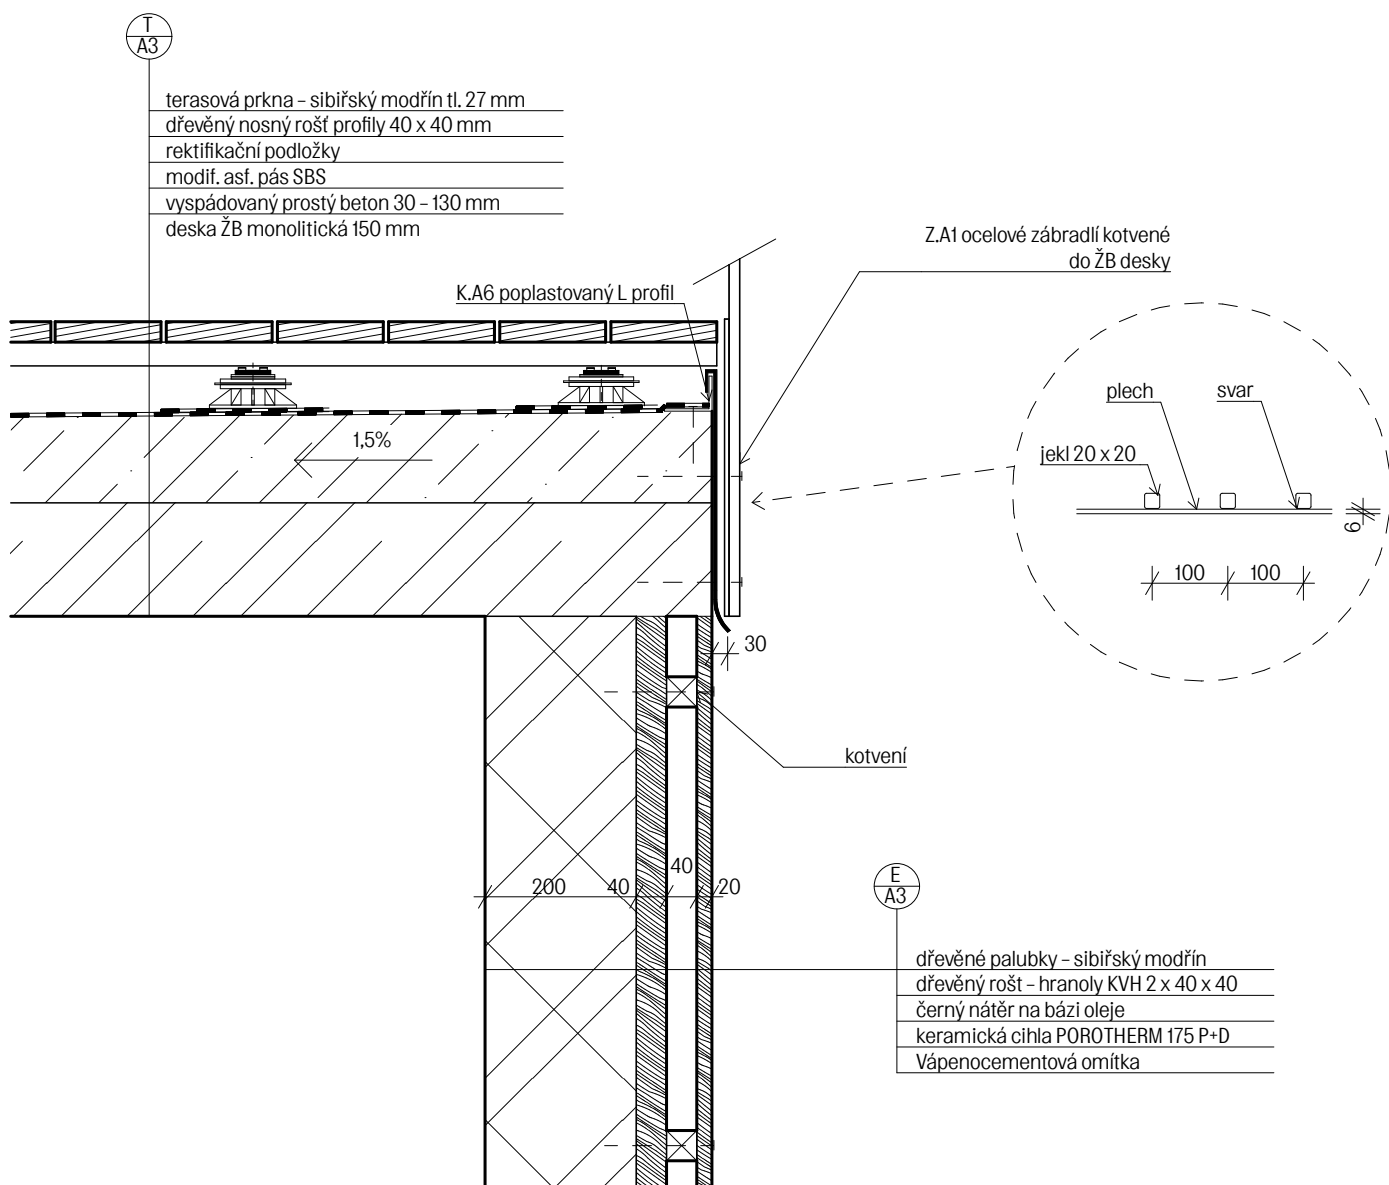 T
A3
terasová prkna – sibiřský modřín tl. 27 mm
dřevěný nosný rošť profily 40 x 40 mm
rektifikační podložky
modif. asf. pás SBS
vyspádovaný prostý beton 30 – 130 mm
deska ŽB monolitická 150 mm
Z.A1 ocelové zábradlí kotvené
do ŽB desky
K.A6 poplastovaný L profil
plech
svar
jekl 20 x 20
1,5%
6
100
100
30
kotvení
200
40
40
20
E
A3
dřevěné palubky – sibiřský modřín
dřevěný rošt – hranoly KVH 2 x 40 x 40
černý nátěr na bázi oleje
keramická cihla POROTHERM 175 P+D
Vápenocementová omítka